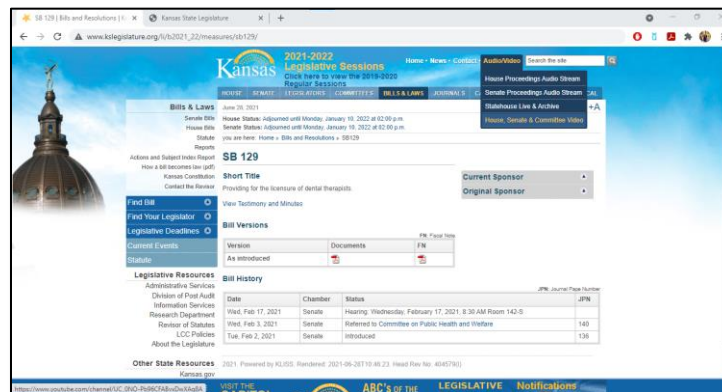 SB 129 | Bills and Resolutions | K
Kansas State Legislature
www.kslegislature.org/li/b2021_22/measures/sb129/
Kansas
2021-2022
Legislative Sessions
Click here to view the 2019-2020
Regular Sessions
Home - News - Contact - Audio/Video
Search the site
House Proceedings Audio Stream
Senate Proceedings Audio Stream
Statehouse Live & Archive
House, Senate & Committee Video
HOUSE SENATE LEGISLATORS COMMITTEES BILLS & LAWS JOURNALS
+A
Bills & Laws
Senate Bills
House Bills
Statute
Reports
Actions and Subject Index Report
How a bill becomes law (pdf)
Kansas Constitution
Contact the Revisor
Find Bill
Find Your Legislator
Legislative Deadlines
Current Events
Statute
Legislative Resources
Administrative Services
Division of Post Audit
Information Services
Research Department
Revisor of Statutes
LCC Policies
About the Legislature
Other State Resources
Kansas.gov
June 28, 2021
House Status: Adjourned until Monday, January 10, 2022 at 02:00 p.m.
Senate Status: Adjourned until Monday, January 10, 2022 at 02:00 p.m.
you are here: Home » Bills and Resolutions » SB129
SB 129
Short Title
Providing for the licensure of dental therapists.
View Testimony and Minutes
Current Sponsor
Original Sponsor
Bill Versions
FN: Fiscal Note
Version Documents FN
As introduced
Bill History
JPN: Journal Page Number
Date Chamber Status JPN
Wed, Feb 17, 2021 Senate Hearing: Wednesday, February 17, 2021, 8:30 AM Room 142-S
Wed, Feb 3, 2021 Senate Referred to Committee on Public Health and Welfare 140
Tue, Feb 2, 2021 Senate Introduced 136
2021. Powered by KLISS. Rendered: 2021-06-28T10:46:23. Head Rev No: 4045790)
VISIT THE
ABC's OF THE
LEGISLATIVE
Notifications